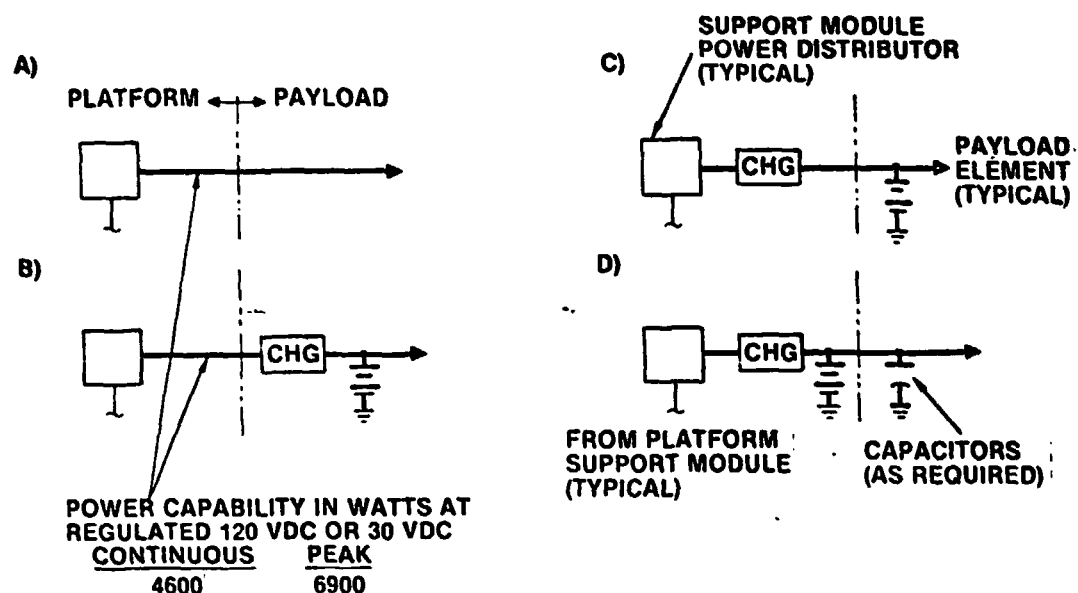 A)
PLATFORM ←→ PAYLOAD
B)
CHG
POWER CAPABILITY IN WATTS AT
REGULATED 120 VDC OR 30 VDC
CONTINUOUS PEAK
4600 6900
SUPPORT MODULE
POWER DISTRIBUTOR
(TYPICAL)
C)
CHG
PAYLOAD
ELEMENT
(TYPICAL)
D)
CHG
FROM PLATFORM
SUPPORT MODULE
(TYPICAL)
CAPACITORS
(AS REQUIRED)